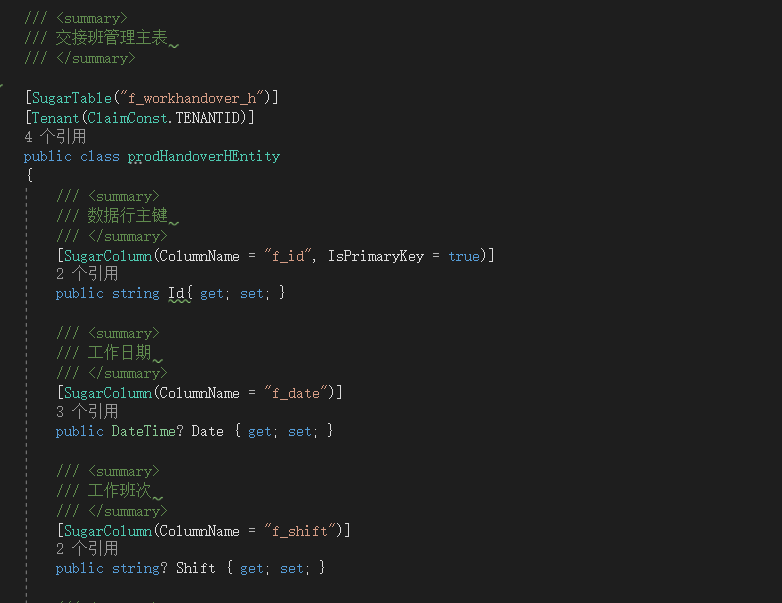 /// <summary>
/// 交接班管理主表
/// </summary>
[SugarTable("f_workhandover_h")]
[Tenant(ClaimConst.TENANTID)]
4 个引用
public class prodHandoverHEntity
{
/// <summary>
/// 数据行主键
/// </summary>
[SugarColumn(ColumnName = "f_id", IsPrimaryKey = true)]
2 个引用
public string Id{ get; set; }
/// <summary>
/// 工作日期
/// </summary>
[SugarColumn(ColumnName = "f_date")]
3 个引用
public DateTime? Date { get; set; }
/// <summary>
/// 工作班次
/// </summary>
[SugarColumn(ColumnName = "f_shift")]
2 个引用
public string? Shift { get; set; }